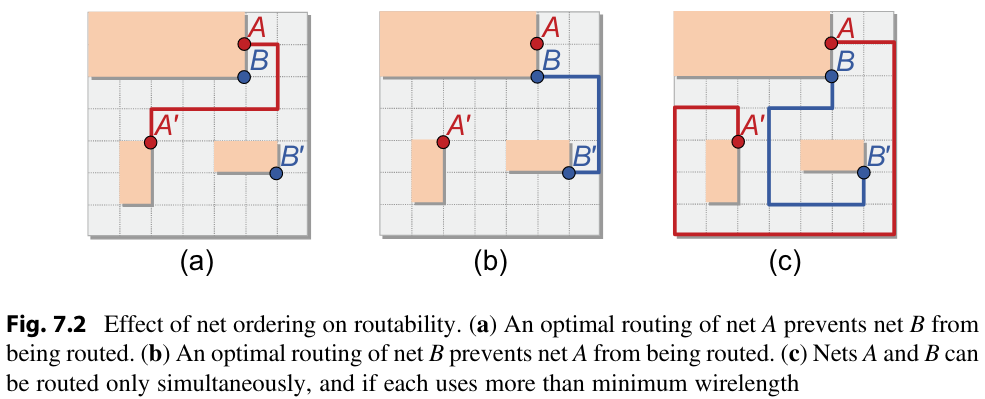 A
B
A'
B'
A
B
A'
B'
A
B
A'
B'
(a)
(b)
(c)
Fig. 7.2 Effect of net ordering on routability. (a) An optimal routing of net A prevents net B from
being routed. (b) An optimal routing of net B prevents net A from being routed. (c) Nets A and B can
be routed only simultaneously, and if each uses more than minimum wirelength